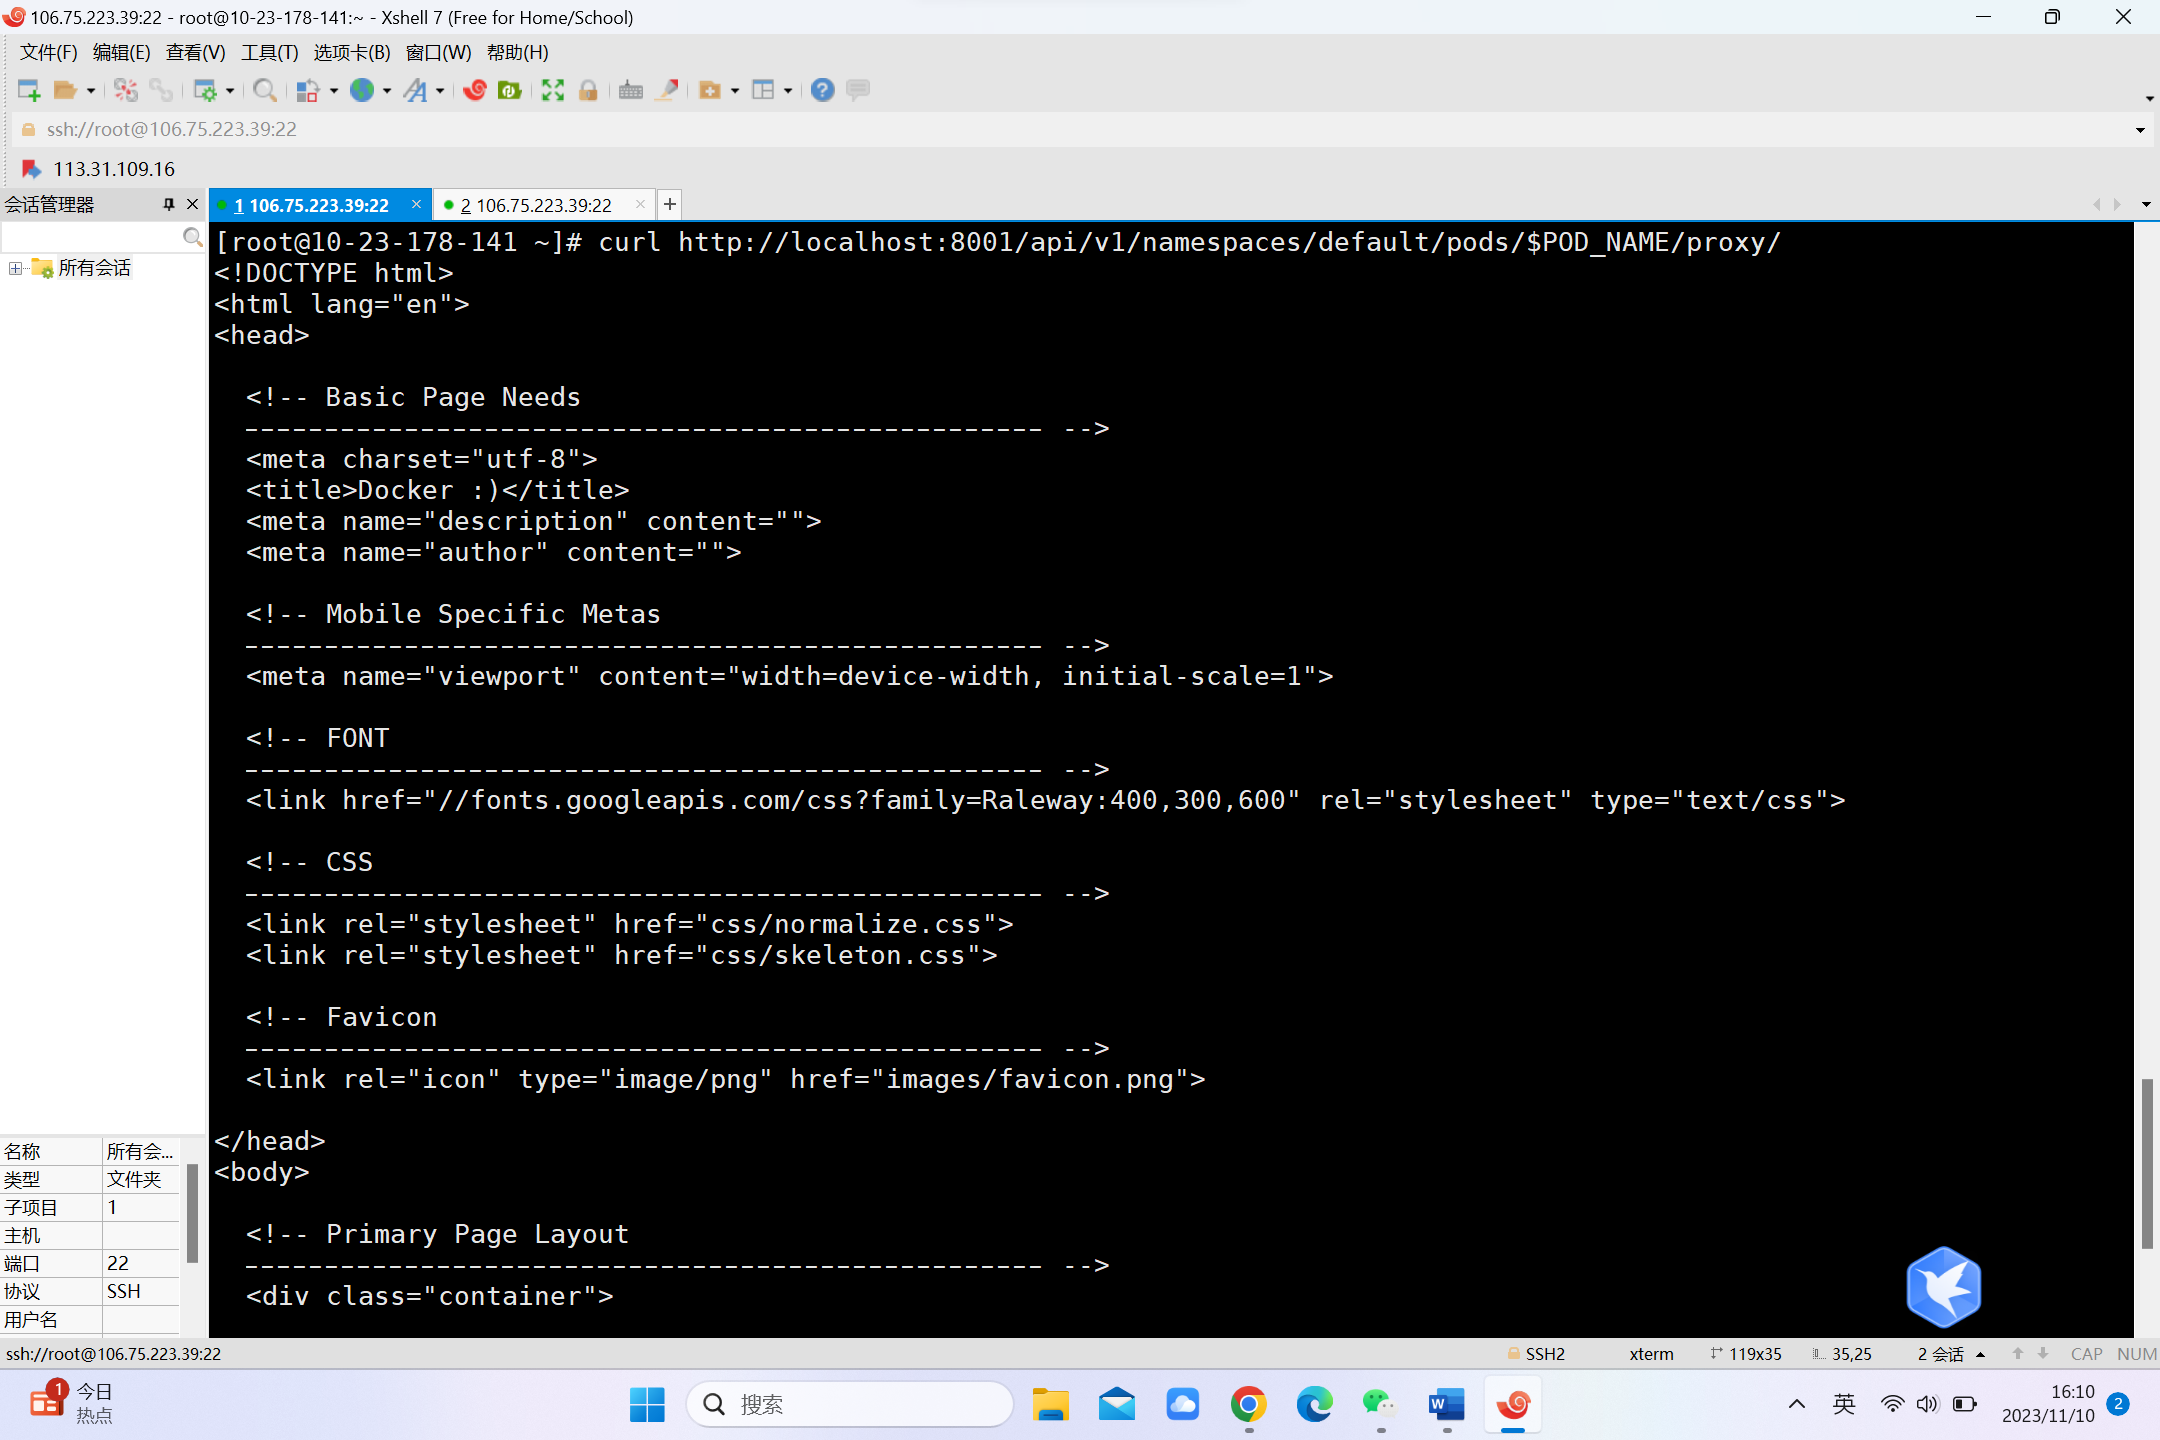 106.75.223.39:22 - root@10-23-178-141:~ - Xshell 7 (Free for Home/School)
文件(F) 编辑(E) 查看(V) 工具(T) 选项卡(B) 窗口(W) 帮助(H)
ssh://root@106.75.223.39:22
113.31.109.16
会话管理器
1 106.75.223.39:22
2 106.75.223.39:22
所有会话
[root@10-23-178-141 ~]# curl http://localhost:8001/api/v1/namespaces/default/pods/$POD_NAME/proxy/
<!DOCTYPE html>
<html lang="en">
<head>
<!-- Basic Page Needs
–––––––––––––––––––––––––––––––––––––––––––––––––– -->
<meta charset="utf-8">
<title>Docker :)</title>
<meta name="description" content="">
<meta name="author" content="">
<!-- Mobile Specific Metas
–––––––––––––––––––––––––––––––––––––––––––––––––– -->
<meta name="viewport" content="width=device-width, initial-scale=1">
<!-- FONT
–––––––––––––––––––––––––––––––––––––––––––––––––– -->
<link href="//fonts.googleapis.com/css?family=Raleway:400,300,600" rel="stylesheet" type="text/css">
<!-- CSS
–––––––––––––––––––––––––––––––––––––––––––––––––– -->
<link rel="stylesheet" href="css/normalize.css">
<link rel="stylesheet" href="css/skeleton.css">
<!-- Favicon
–––––––––––––––––––––––––––––––––––––––––––––––––– -->
<link rel="icon" type="image/png" href="images/favicon.png">
</head>
<body>
<!-- Primary Page Layout
–––––––––––––––––––––––––––––––––––––––––––––––––– -->
<div class="container">
名称 所有会...
类型 文件夹
子项目 1
主机
端口 22
协议 SSH
用户名
ssh://root@106.75.223.39:22 SSH2 xterm 119x35 35,25 2 会话 CAP NUM
1 今日
热点
搜索
英
16:10
2023/11/10
2